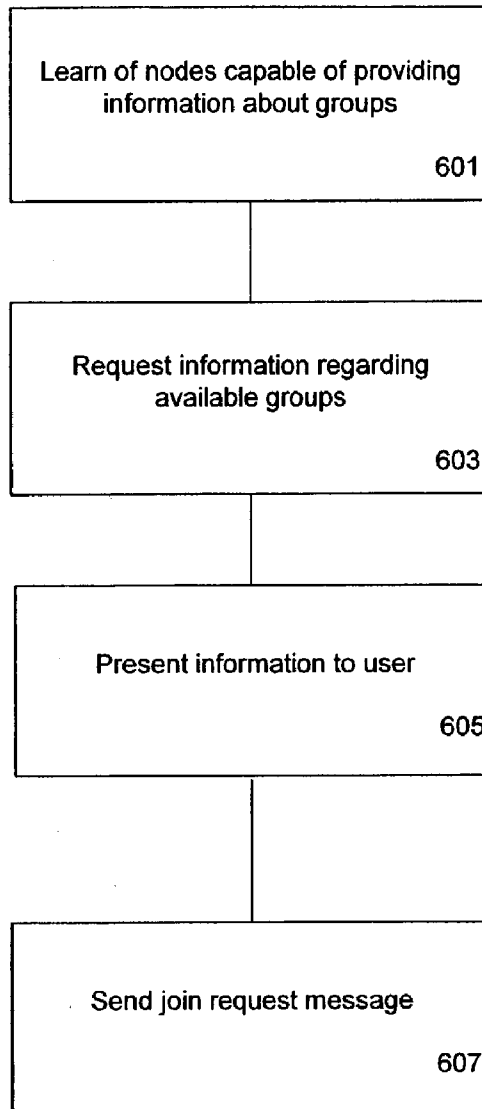 Learn of nodes capable of providing
information about groups
601
Request information regarding
available groups
603
Present information to user
605
Send join request message
607